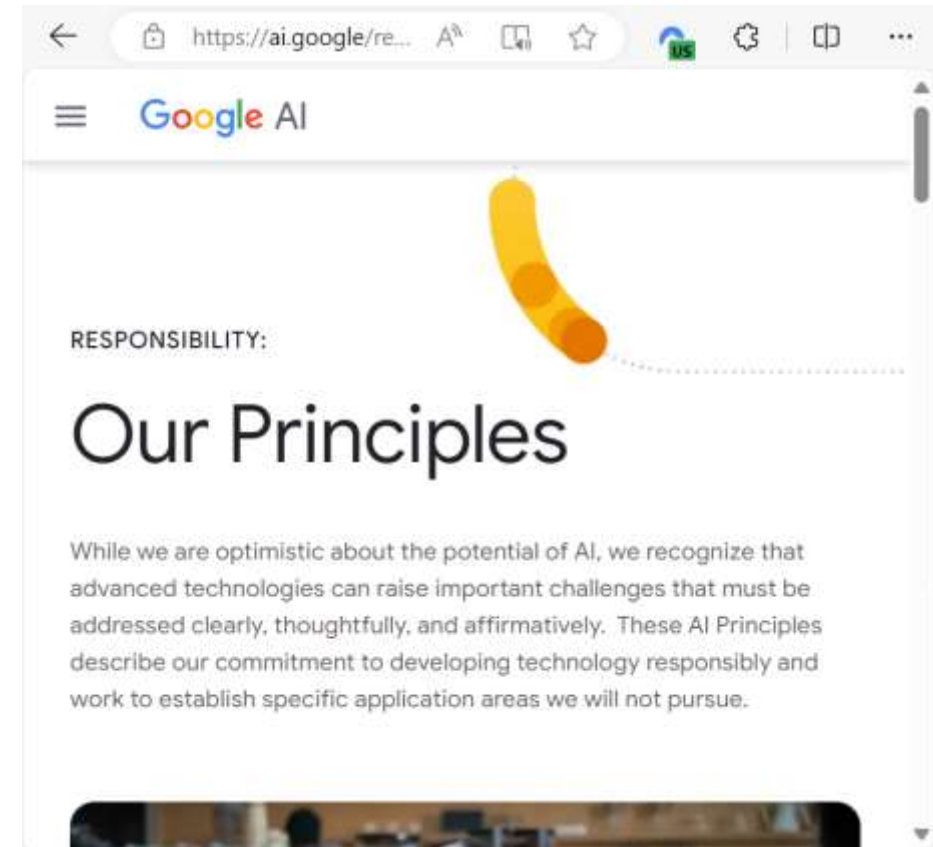 https://ai.google/re...
US
Google AI
RESPONSIBILITY:
Our Principles
While we are optimistic about the potential of AI, we recognize that
advanced technologies can raise important challenges that must be
addressed clearly, thoughtfully, and affirmatively. These AI Principles
describe our commitment to developing technology responsibly and
work to establish specific application areas we will not pursue.